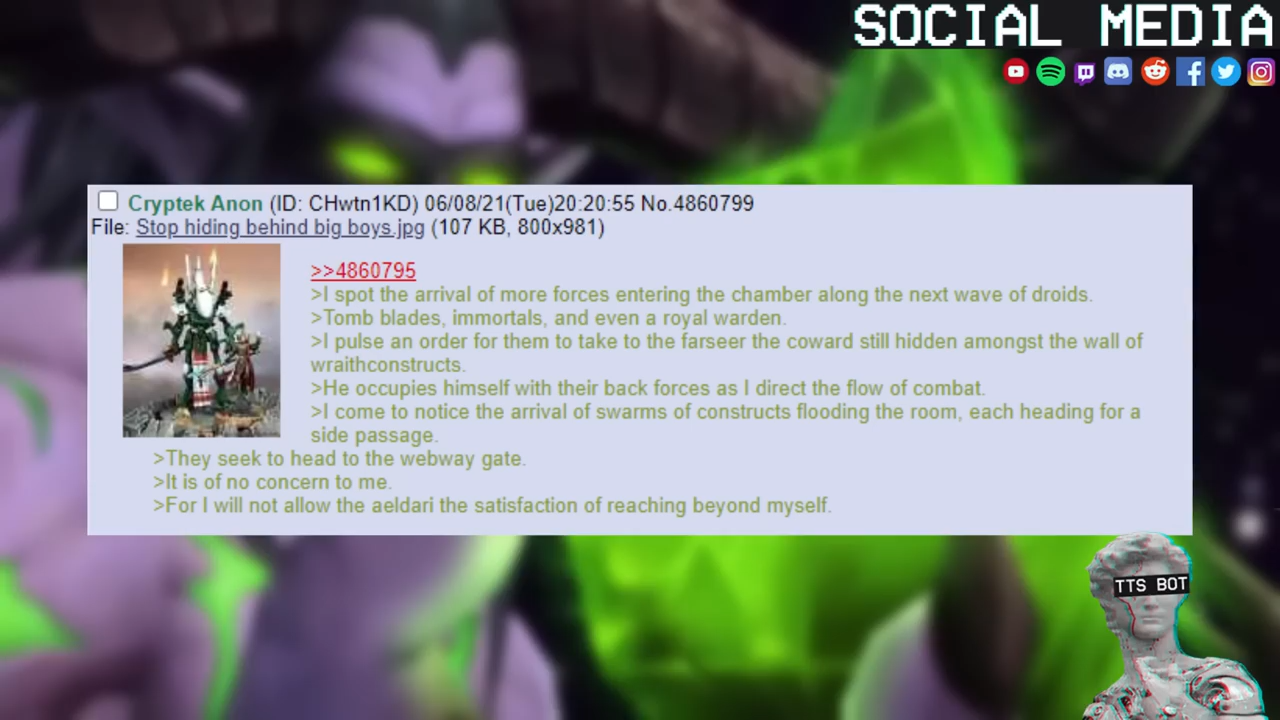 SOCIAL MEDIA
Cryptek Anon (ID: CHwtn1KD) 06/08/21(Tue)20:20:55 No.4860799
File: Stop hiding behind big boys.jpg (107 KB, 800x981)
>>4860795
>I spot the arrival of more forces entering the chamber along the next wave of droids.
>Tomb blades, immortals, and even a royal warden.
>I pulse an order for them to take to the farseer the coward still hidden amongst the wall of
wraithconstructs.
>He occupies himself with their back forces as I direct the flow of combat.
>I come to notice the arrival of swarms of constructs flooding the room, each heading for a
side passage.
>They seek to head to the webway gate.
>It is of no concern to me.
>For I will not allow the aeldari the satisfaction of reaching beyond myself.
TTS BOT